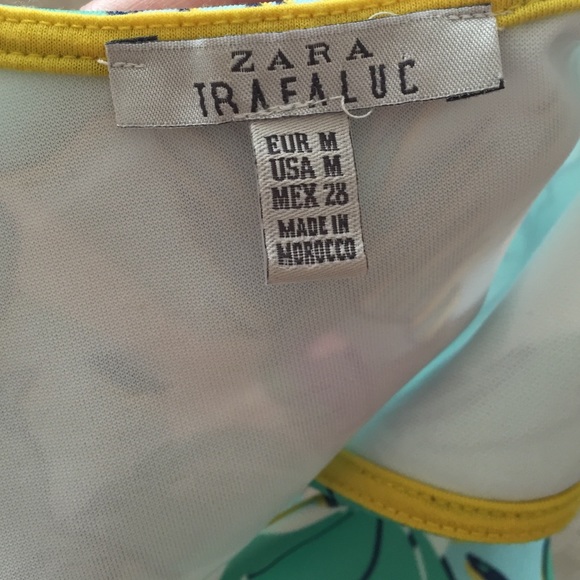 ZARA
TRAFALUC
EUR M
USA M
MEX 28
MADE IN
MOROCCO